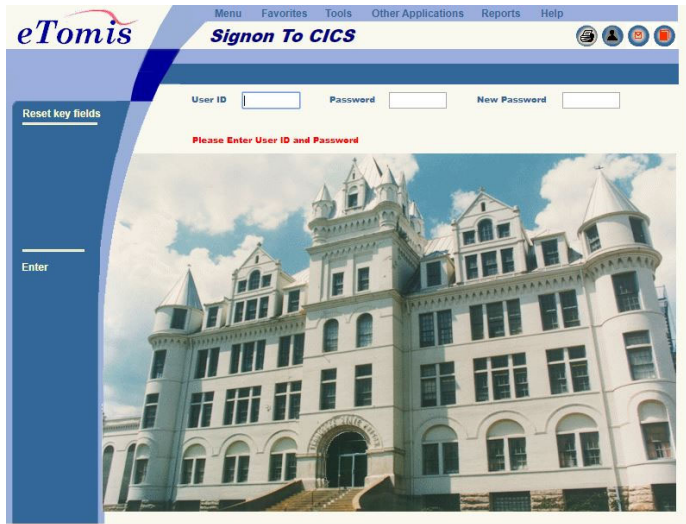 eTomis
Menu Favorites Tools Other Applications Reports Help
Signon To CICS
User ID Password New Password
Reset key fields
Please Enter User ID and Password
Enter